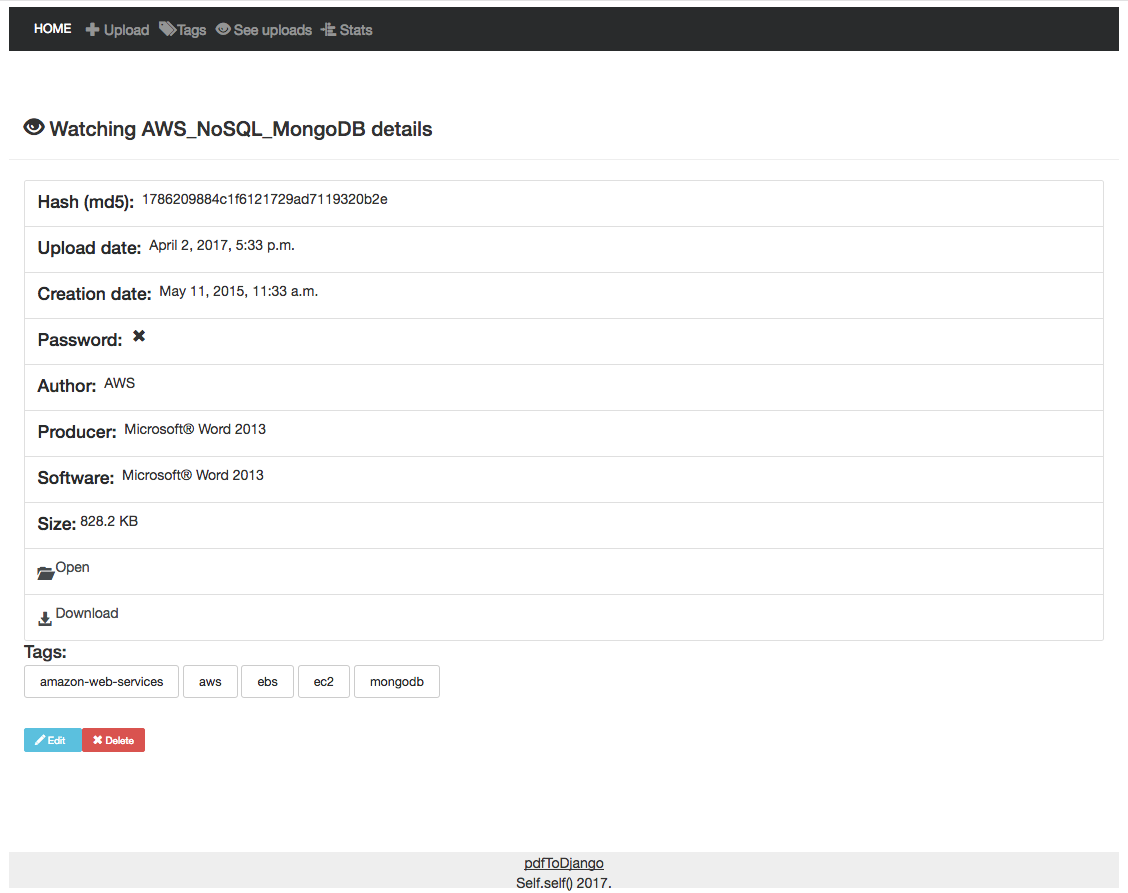 HOME Upload Tags See uploads Stats
Watching AWS_NoSQL_MongoDB details
Hash (md5): 1786209884c1f6121729ad7119320b2e
Upload date: April 2, 2017, 5:33 p.m.
Creation date: May 11, 2015, 11:33 a.m.
Password:
Author: AWS
Producer: Microsoft® Word 2013
Software: Microsoft® Word 2013
Size: 828.2 KB
Open
Download
Tags:
amazon-web-services aws ebs ec2 mongodb
Edit Delete
pdfToDjango
Self.self() 2017.